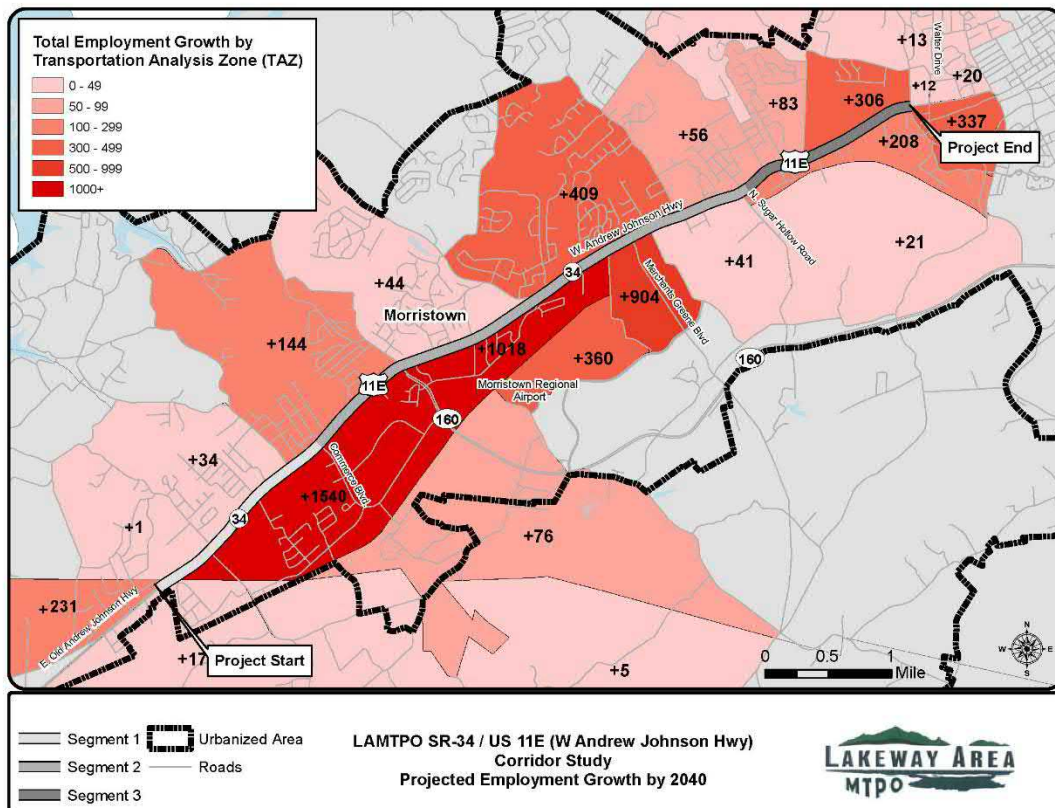 Total Employment Growth by
Transportation Analysis Zone (TAZ)
0 - 49
50 - 99
100 - 299
300 - 499
500 - 999
1000+
+13
Walter Drive
+20
+12
+83
+306
+337
+56
+208
Project End
11E
+409
W. Andrew Johnson Hwy
N. Sugar Hollow Road
+21
+41
34
Merchants Greene Blvd
+44
+904
Morristown
+144
+1018
+360
160
11E
Morristown Regional
Airport
160
+34
Commerce Blvd
+1540
34
+1
+76
+231
E. Old Andrew Johnson Hwy
Project Start
+17
+5
0 0.5 1
Mile
N
W E
S
Segment 1
Segment 2
Segment 3
Urbanized Area
Roads
LAMTPO SR-34 / US 11E (W Andrew Johnson Hwy)
Corridor Study
Projected Employment Growth by 2040
LAKEWAY AREA
MTPO